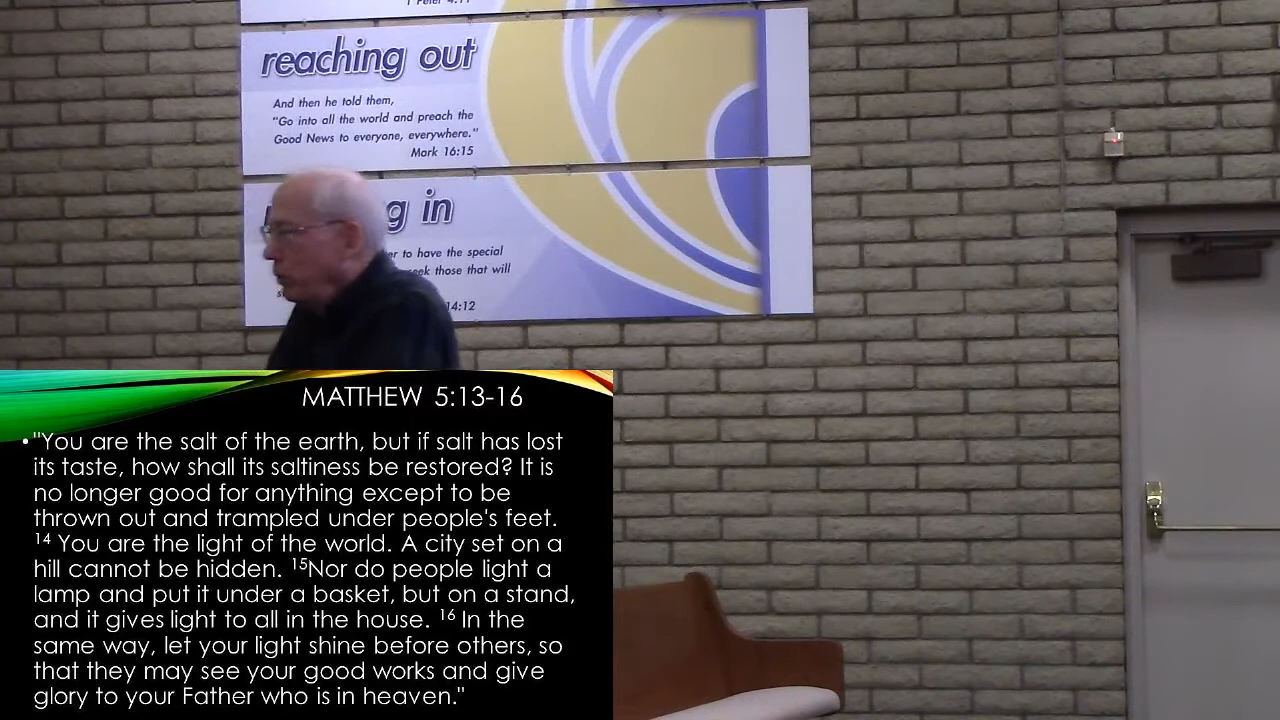 1 Peter 4:11
reaching out
And then he told them,
"Go into all the world and preach the
Good News to everyone, everywhere."
Mark 16:15
g in
to have the special
seek those that will
14:12
MATTHEW 5:13-16
•"You are the salt of the earth, but if salt has lost
its taste, how shall its saltiness be restored? It is
no longer good for anything except to be
thrown out and trampled under people's feet.
14 You are the light of the world. A city set on a
hill cannot be hidden. 15Nor do people light a
lamp and put it under a basket, but on a stand,
and it gives light to all in the house. 16 In the
same way, let your light shine before others, so
that they may see your good works and give
glory to your Father who is in heaven."